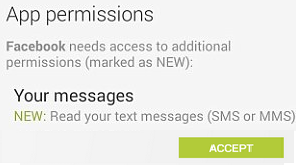 App permissions
Facebook needs access to additional
permissions (marked as NEW):
Your messages
NEW: Read your text messages (SMS or MMS)
ACCEPT